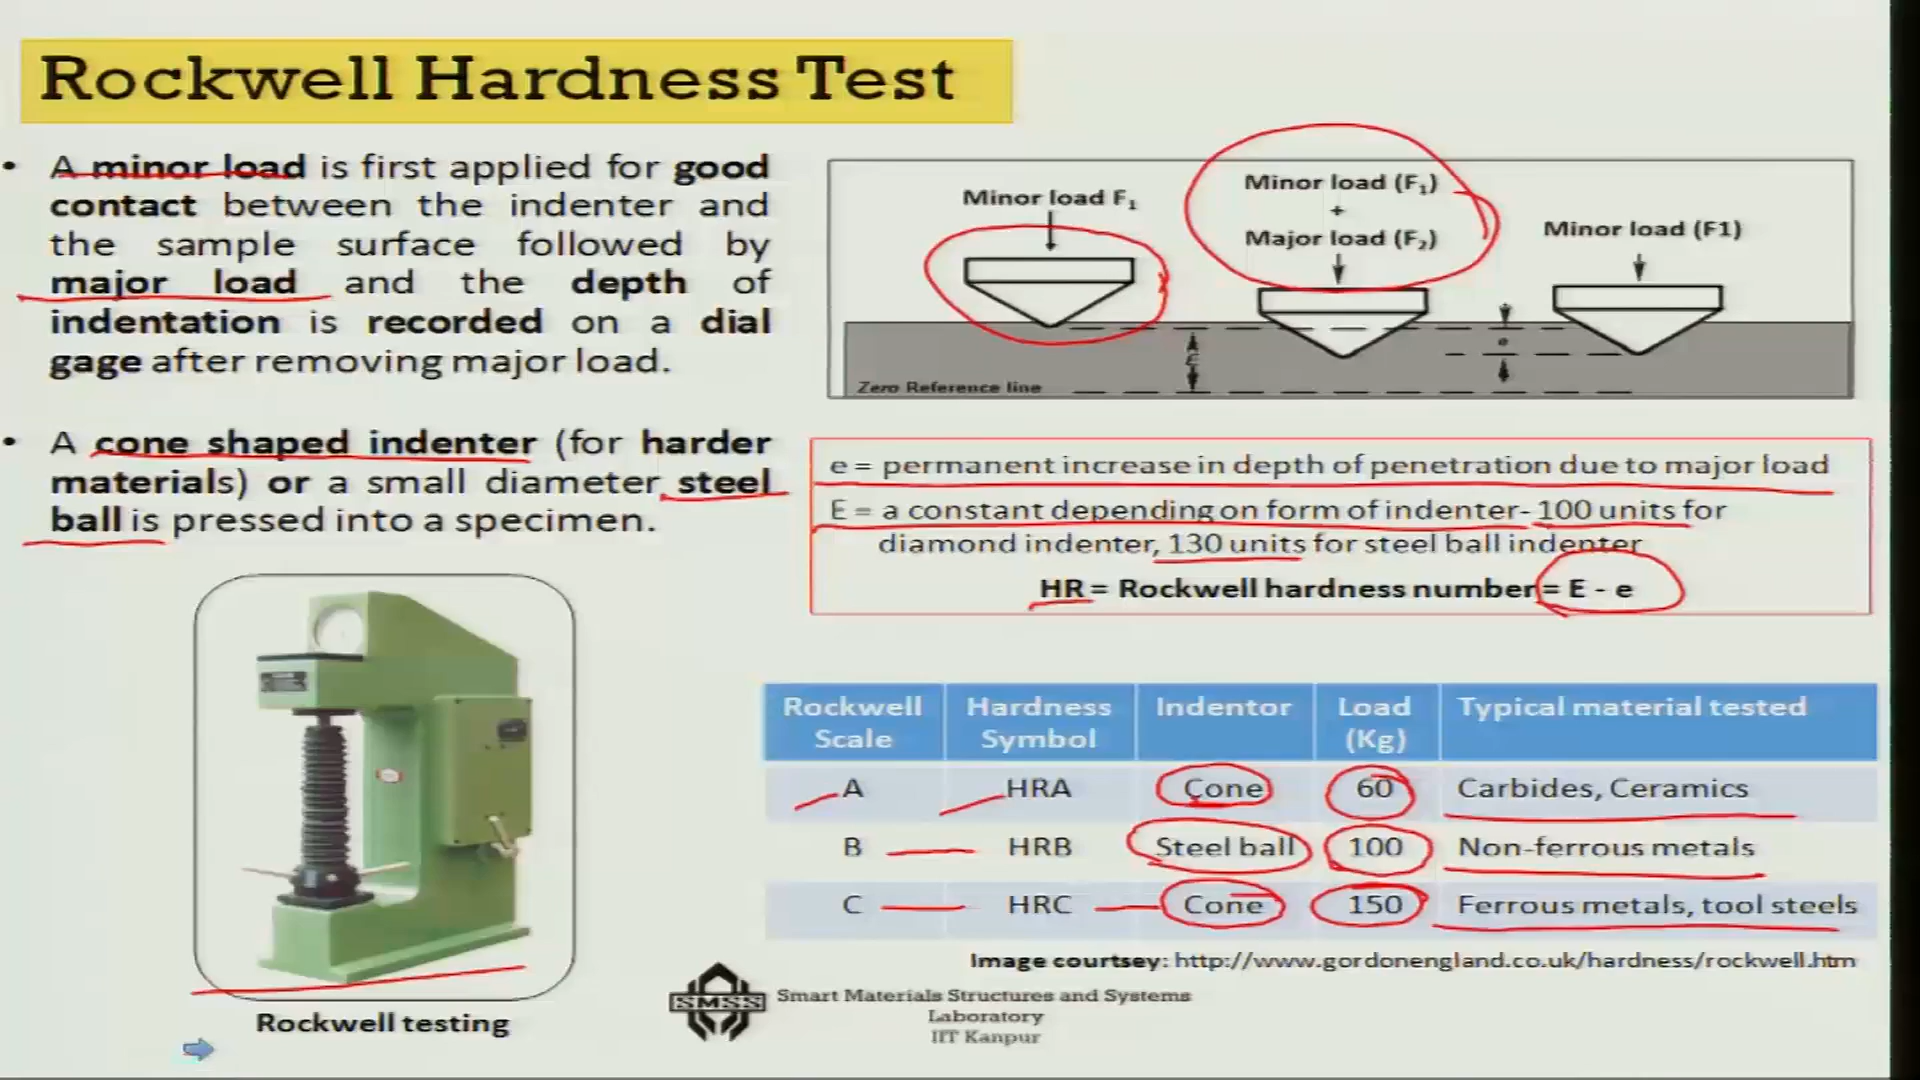 Rockwell Hardness Test
• A minor load is first applied for good
contact between the indenter and
the sample surface followed by
major load and the depth of
indentation is recorded on a dial
gage after removing major load.
• A cone shaped indenter (for harder
materials) or a small diameter steel
ball is pressed into a specimen.
Rockwell testing
Minor load F₁
Minor load (F₁)
+
Major load (F₂)
Minor load (F1)
E
e
Zero Reference line
e = permanent increase in depth of penetration due to major load
E = a constant depending on form of indenter- 100 units for
diamond indenter, 130 units for steel ball indenter
HR = Rockwell hardness number = E - e
Rockwell Scale Hardness Symbol Indentor Load (Kg) Typical material tested
A HRA Cone 60 Carbides, Ceramics
B HRB Steel ball 100 Non-ferrous metals
C HRC Cone 150 Ferrous metals, tool steels
Image courtsey: http://www.gordonengland.co.uk/hardness/rockwell.htm
SMSS
Smart Materials Structures and Systems
Laboratory
IIT Kanpur